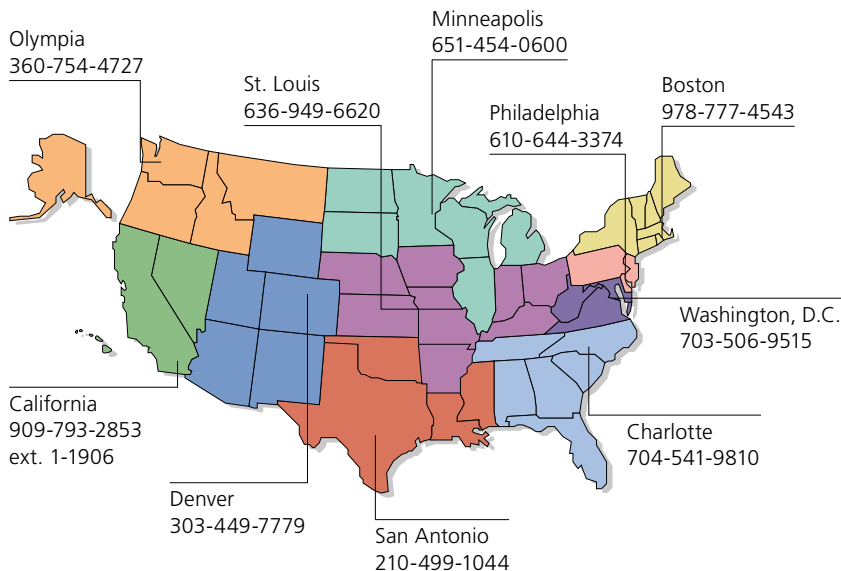 Minneapolis
651-454-0600
Olympia
360-754-4727
St. Louis
636-949-6620
Boston
978-777-4543
Philadelphia
610-644-3374
Washington, D.C.
703-506-9515
California
909-793-2853
ext. 1-1906
Charlotte
704-541-9810
Denver
303-449-7779
San Antonio
210-499-1044